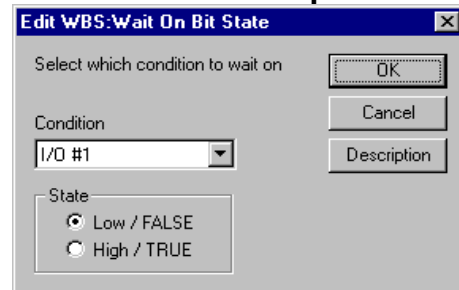 Edit WBS:Wait On Bit State
Select which condition to wait on
OK
Cancel
Condition
I/O #1
Description
State
Low / FALSE
High / TRUE